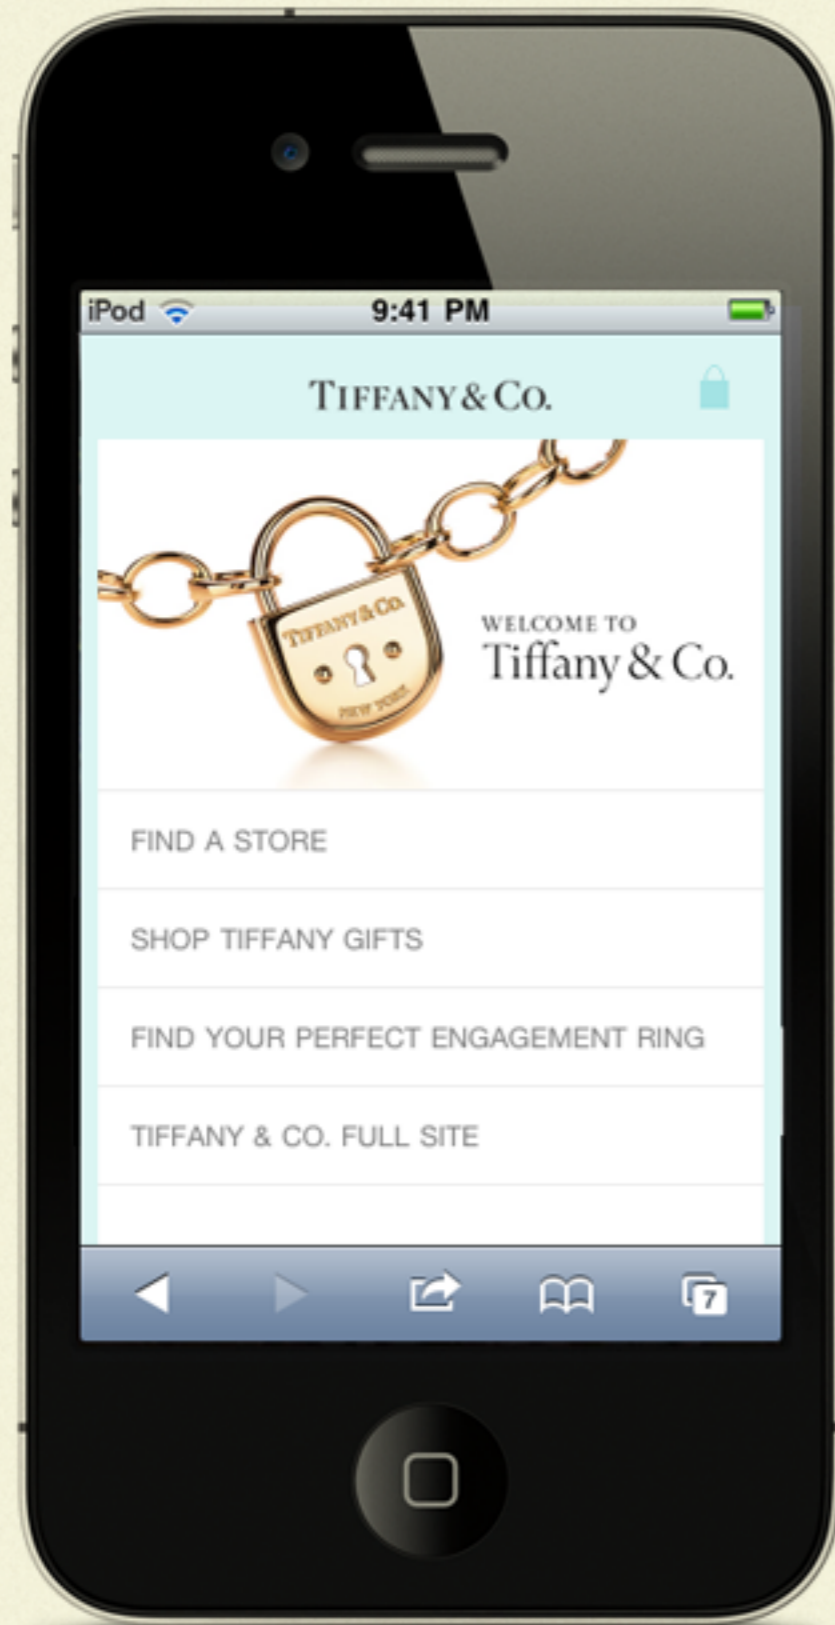 iPod 9:41 PM
TIFFANY & CO.
TIFFANY & CO.
NEW YORK
WELCOME TO
Tiffany & Co.
FIND A STORE
SHOP TIFFANY GIFTS
FIND YOUR PERFECT ENGAGEMENT RING
TIFFANY & CO. FULL SITE
7